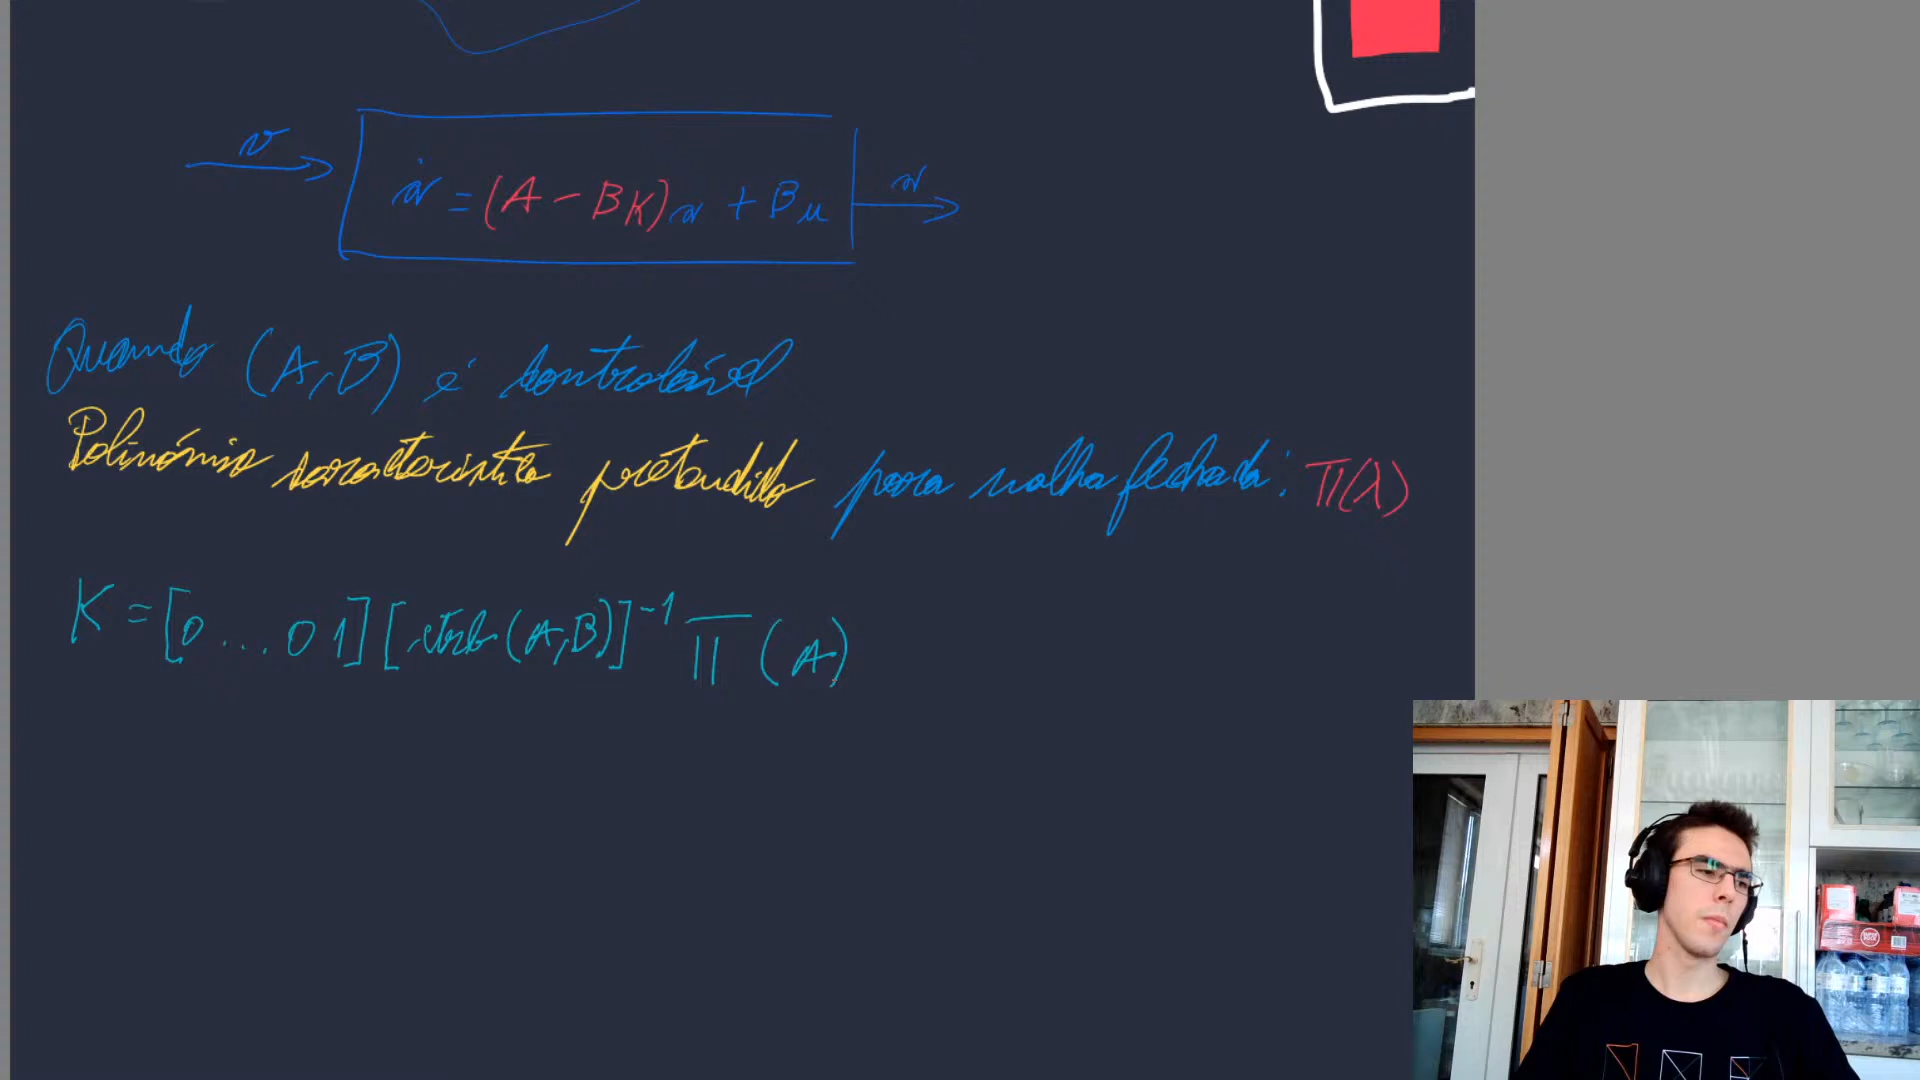 v
ẋ = (A - BK)x + Bu
x
Quando (A,B) é controlável
Polinómio característico pretendido para malha fechada: Π(λ)
K = [0 ... 0 1] [ctrb(A,B)]⁻¹ Π(A)